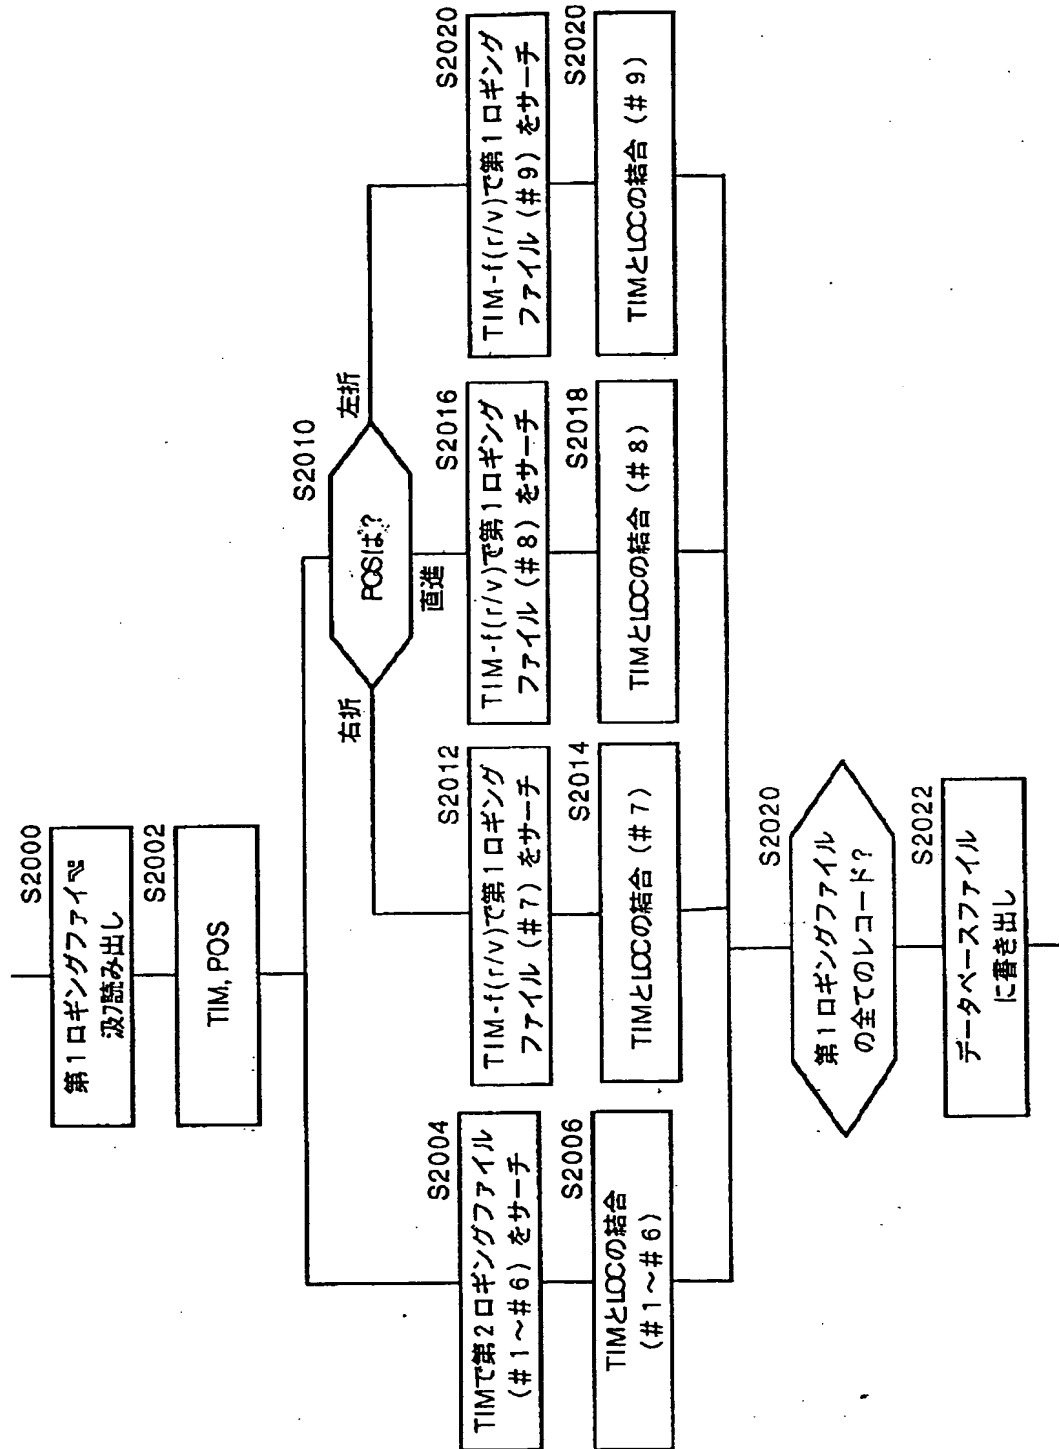 S2000
第1ロギングファイル
読み出し
S2002
TIM, POS
S2004
TIMで第2ロギングファイル
(#1～#6) をサーチ
S2006
TIMとLOCの結合
(#1～#6)
S2010
POSは?
右折
直進
左折
S2012
TIM-f(r/v)で第1ロギング
ファイル (#7) をサーチ
S2014
TIMとLOCの結合 (#7)
S2016
TIM-f(r/v)で第1ロギング
ファイル (#8) をサーチ
S2018
TIMとLOCの結合 (#8)
S2020
TIM-f(r/v)で第1ロギング
ファイル (#9) をサーチ
S2020
TIMとLOCの結合 (#9)
S2020
第1ロギングファイル
の全てのレコード?
S2022
データベースファイル
に書き出し